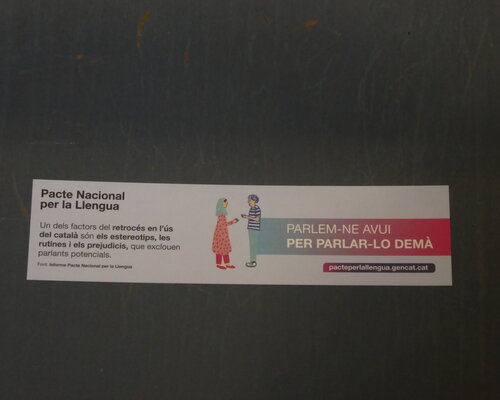 Pacte Nacional
per la Llengua
Un dels factors del retrocés en l'ús
del català són els estereotips, les
rutines i els prejudicis, que exclouen
parlants potencials.
Font: Informe Pacte Nacional per la Llengua
PARLEM-NE AVUI
PER PARLAR-LO DEMÀ
pacteperlallengua.gencat.cat